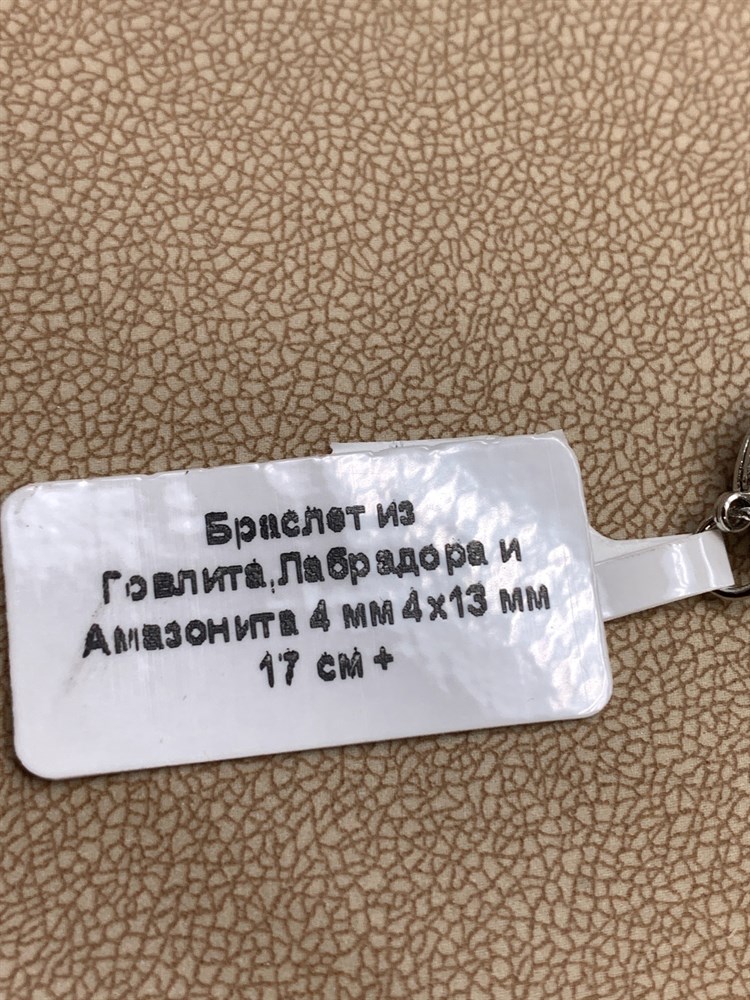 Браслет из
Говлита,Лабрадора и
Амазонита 4 мм 4х13 мм
17 см +